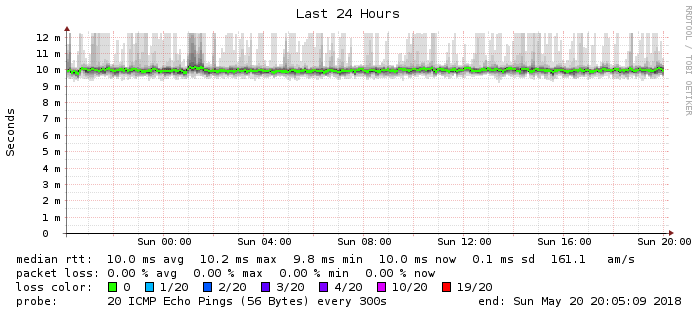 Last 24 Hours
RRDTOOL / TOBI OETIKER
Seconds
12 m
11 m
10 m
9 m
8 m
7 m
6 m
5 m
4 m
3 m
2 m
1 m
0
Sun 00:00 Sun 04:00 Sun 08:00 Sun 12:00 Sun 16:00 Sun 20:00
median rtt: 10.0 ms avg 10.2 ms max 9.8 ms min 10.0 ms now 0.1 ms sd 161.1 am/s
packet loss: 0.00 % avg 0.00 % max 0.00 % min 0.00 % now
loss color: 0 1/20 2/20 3/20 4/20 10/20 19/20
probe: 20 ICMP Echo Pings (56 Bytes) every 300s end: Sun May 20 20:05:09 2018